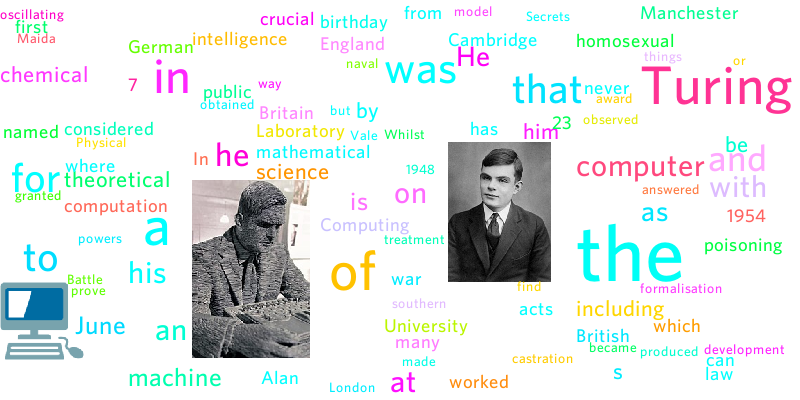 oscillating crucial birthday from model Secrets Manchester
first
Maida German intelligence England Cambridge homosexual
chemical naval was He things or
7 in public way that never award Turing
obtained Britain but by 23 observed
named considered Laboratory Vale Whilst has him be
Physical
where In he mathematical 1948 computer and
for theoretical science answered with
granted
computation is on as 1954
a Computing
to powers treatment the poisoning
his of war find formalisation
Battle
prove southern acts including
June an University British which
many became produced development
made castration can
machine Alan London at worked s law